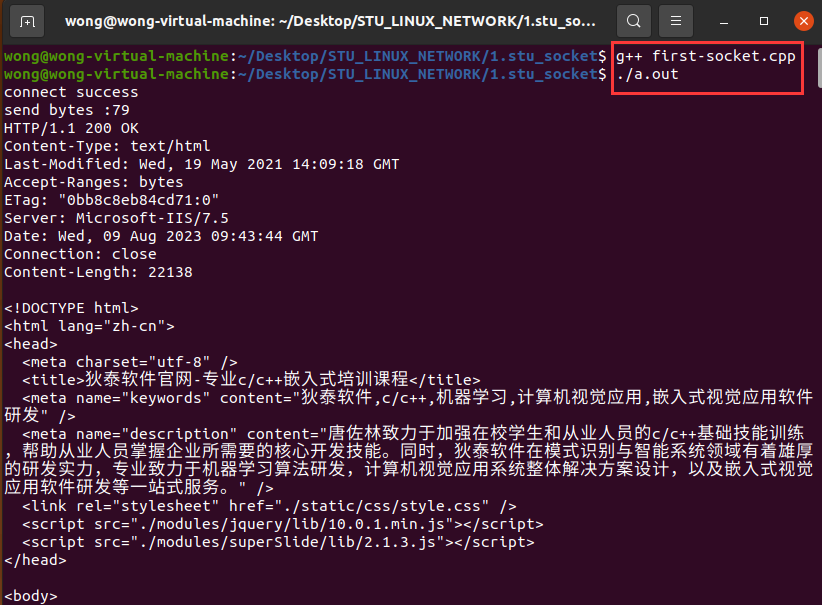 wong@wong-virtual-machine: ~/Desktop/STU_LINUX_NETWORK/1.stu_so...
wong@wong-virtual-machine:~/Desktop/STU_LINUX_NETWORK/1.stu_socket$ g++ first-socket.cpp
wong@wong-virtual-machine:~/Desktop/STU_LINUX_NETWORK/1.stu_socket$ ./a.out
connect success
send bytes :79
HTTP/1.1 200 OK
Content-Type: text/html
Last-Modified: Wed, 19 May 2021 14:09:18 GMT
Accept-Ranges: bytes
ETag: "0bb8c8eb84cd71:0"
Server: Microsoft-IIS/7.5
Date: Wed, 09 Aug 2023 09:43:44 GMT
Connection: close
Content-Length: 22138
<!DOCTYPE html>
<html lang="zh-cn">
<head>
  <meta charset="utf-8" />
  <title>狄泰软件官网-专业c/c++嵌入式培训课程</title>
  <meta name="keywords" content="狄泰软件,c/c++,机器学习,计算机视觉应用,嵌入式视觉应用软件
研发" />
  <meta name="description" content="唐佐林致力于加强在校学生和从业人员的c/c++基础技能训练
，帮助从业人员掌握企业所需要的核心开发技能。同时，狄泰软件在模式识别与智能系统领域有着雄厚
的研发实力，专业致力于机器学习算法研发，计算机视觉应用系统整体解决方案设计，以及嵌入式视觉
应用软件研发等一站式服务。" />
  <link rel="stylesheet" href="./static/css/style.css" />
  <script src="./modules/jquery/lib/10.0.1.min.js"></script>
  <script src="./modules/superSlide/lib/2.1.3.js"></script>
</head>
<body>